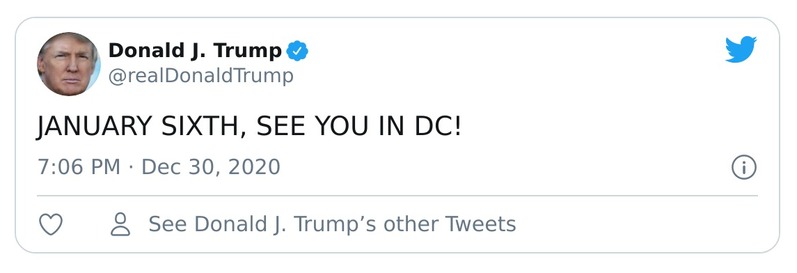 Donald J. Trump
@realDonaldTrump
JANUARY SIXTH, SEE YOU IN DC!
7:06 PM · Dec 30, 2020
See Donald J. Trump’s other Tweets